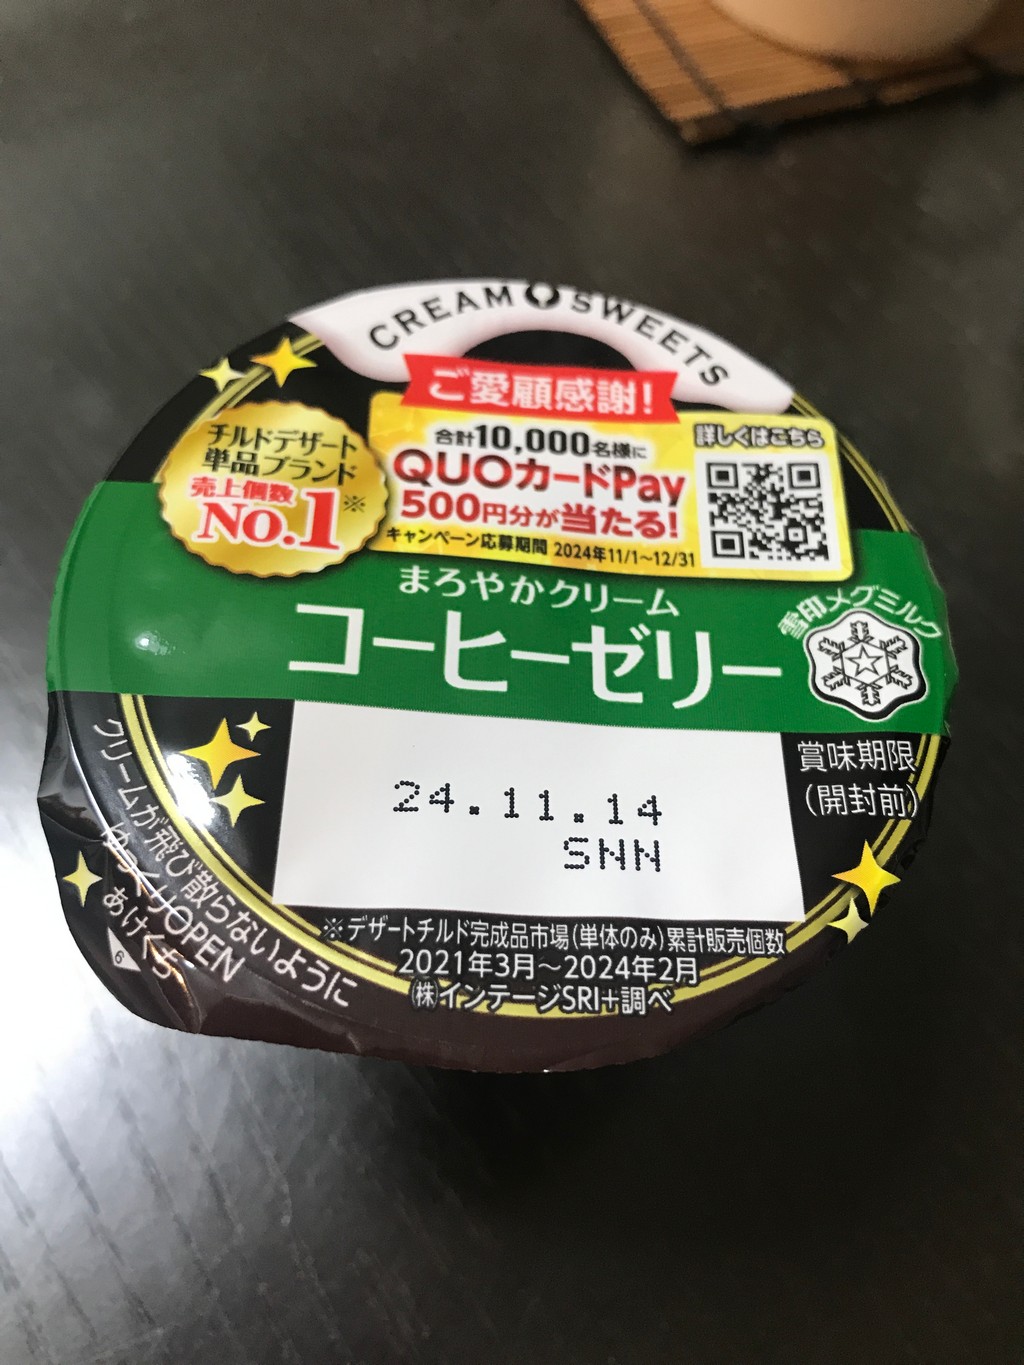 CREAM SWEETS
ご愛顧感謝!
チルドデザート
単品ブランド
売上個数
No.1※
合計10,000名様に
QUOカードPay
500円分が当たる!
キャンペーン応募期間 2024年11/1～12/31
詳しくはこちら
まろやかクリーム
コーヒーゼリー
雪印メグミルク
賞味期限
(開封前)
24.11.14
SNN
クリームが飛び散らないように
ゆっくりOPEN
あけくち
6
※デザートチルド完成品市場(単体のみ)累計販売個数
2021年3月～2024年2月
㈱インテージSRI+調べ